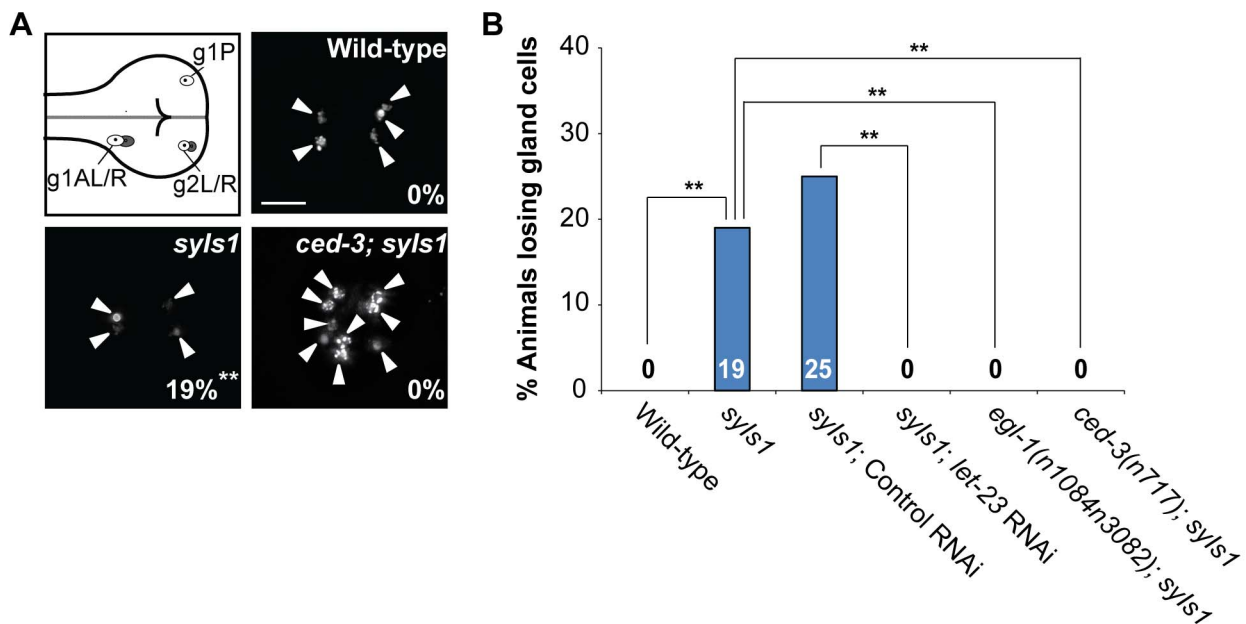 A
g1P
g1AL/R
g2L/R
Wild-type
0%
syIs1
19%**
ced-3; syIs1
0%
B
% Animals losing gland cells
40
30
20
10
0
**
**
**
**
0
19
25
0
0
0
Wild-type
syIs1
syIs1; Control RNAi
syIs1; let-23 RNAi
egl-1(n1084n3082); syIs1
ced-3(n717); syIs1